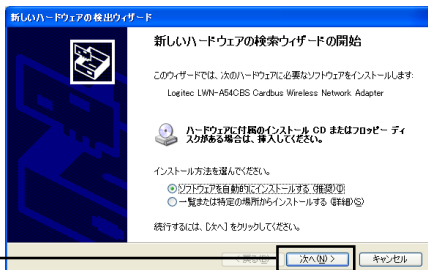 新しいハードウェアの検出ウィザード
新しいハードウェアの検索ウィザードの開始
このウィザードでは、次のハードウェアに必要なソフトウェアをインストールします:
Logitec LWN-A54CBS Cardbus Wireless Network Adapter
ハードウェアに付属のインストール CD またはフロッピー ディ
スクがある場合は、挿入してください。
インストール方法を選んでください。
ソフトウェアを自動的にインストールする (推奨)(I)
一覧または特定の場所からインストールする (詳細)(S)
続行するには、[次へ] をクリックしてください。
< 戻る(B) 次へ(N) > キャンセル